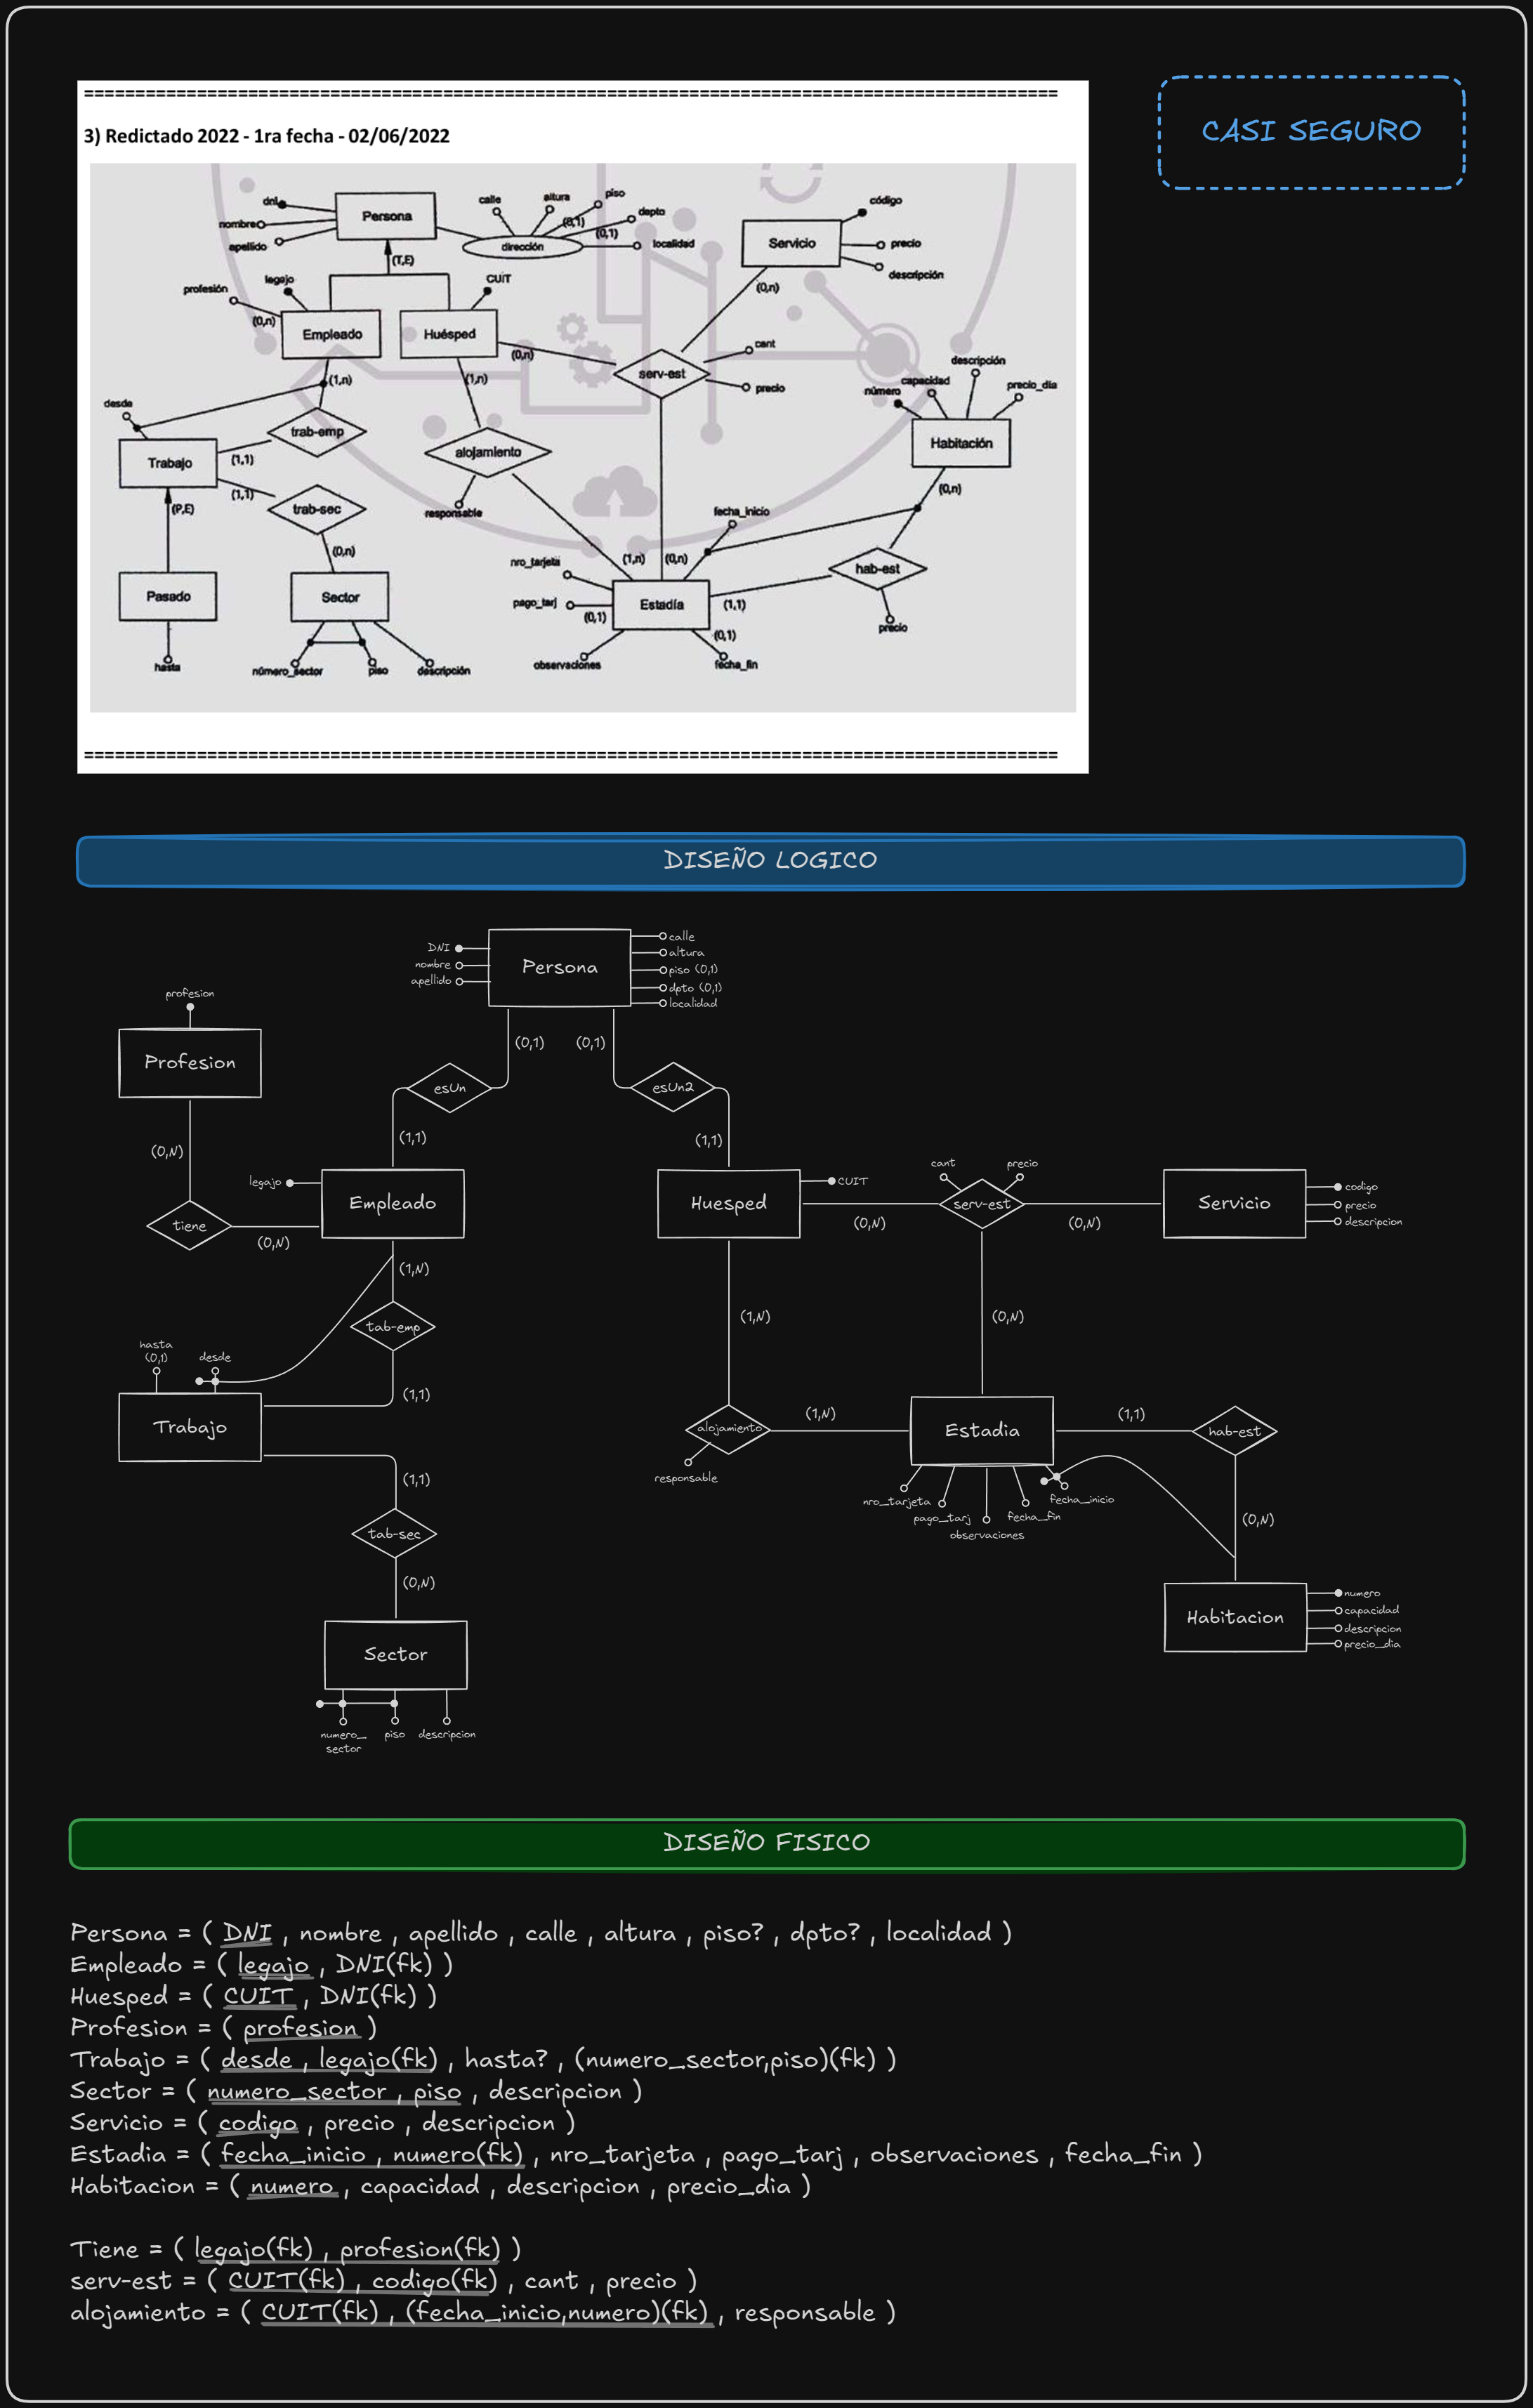 CASI SEGURO
================================================================================================
3) Redictado 2022 - 1ra fecha - 02/06/2022
dni
nombre
apellido
Persona
calle
altura
piso
(0,1)
depto
(0,1)
localidad
dirección
código
Servicio
precio
descripción
(T,E)
profesión
legajo
CUIT
(0,n)
Empleado
Huésped
(0,n)
(0,n)
cant
serv-est
precio
(1,n)
(1,n)
descripción
capacidad
número
precio_dia
Habitación
desde
trab-emp
Trabajo
(1,1)
alojamiento
(0,n)
(1,1)
(P,E)
trab-sec
responsable
fecha_inicio
(0,n)
nro_tarjeta
(1,n)
(0,n)
hab-est
Pasado
Sector
pago_tarj
(0,1)
Estadía
(1,1)
precio
(0,1)
hasta
número_sector
piso
descripción
observaciones
fecha_fin
================================================================================================
DISEÑO LOGICO
DNI
nombre
apellido
Persona
calle
altura
piso (0,1)
dpto (0,1)
localidad
profesion
Profesion
(0,1)
(0,1)
esUn
esUn2
(0,N)
(1,1)
(1,1)
legajo
Empleado
Huesped
CUIT
cant
precio
serv-est
Servicio
codigo
precio
descripcion
tiene
(0,N)
(0,N)
(0,N)
(1,N)
tab-emp
(1,N)
(0,N)
hasta
(0,1)
desde
(1,1)
Trabajo
alojamiento
(1,N)
Estadia
(1,1)
hab-est
responsable
(1,1)
nro_tarjeta
pago_tarj
observaciones
fecha_fin
fecha_inicio
tab-sec
(0,N)
(0,N)
Sector
Habitacion
numero
capacidad
descripcion
precio_dia
numero_
sector
piso
descripcion
DISEÑO FISICO
Persona = ( DNI , nombre , apellido , calle , altura , piso? , dpto? , localidad )
Empleado = ( legajo , DNI(fk) )
Huesped = ( CUIT , DNI(fk) )
Profesion = ( profesion )
Trabajo = ( desde , legajo(fk) , hasta? , (numero_sector,piso)(fk) )
Sector = ( numero_sector , piso , descripcion )
Servicio = ( codigo , precio , descripcion )
Estadia = ( fecha_inicio , numero(fk) , nro_tarjeta , pago_tarj , observaciones , fecha_fin )
Habitacion = ( numero , capacidad , descripcion , precio_dia )
Tiene = ( legajo(fk) , profesion(fk) )
serv-est = ( CUIT(fk) , codigo(fk) , cant , precio )
alojamiento = ( CUIT(fk) , (fecha_inicio,numero)(fk) , responsable )